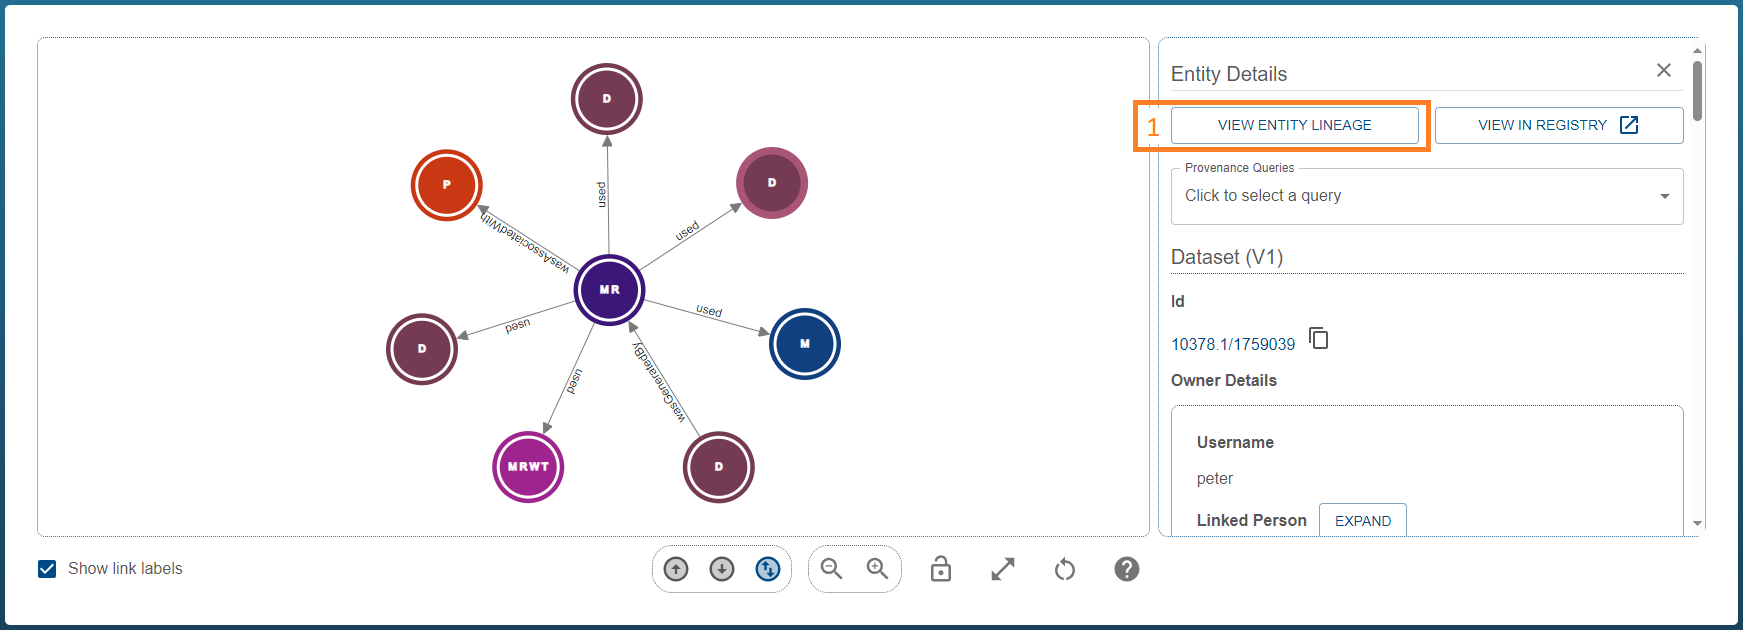 D
P
D
used
used
wasAssociatedWith
MR
used
used
D
M
used
wasGeneratedBy
MRWT
D
Show link labels
?
Entity Details
1
VIEW ENTITY LINEAGE
VIEW IN REGISTRY
Provenance Queries
Click to select a query
Dataset (V1)
Id
10378.1/1759039
Owner Details
Username
peter
Linked Person
EXPAND